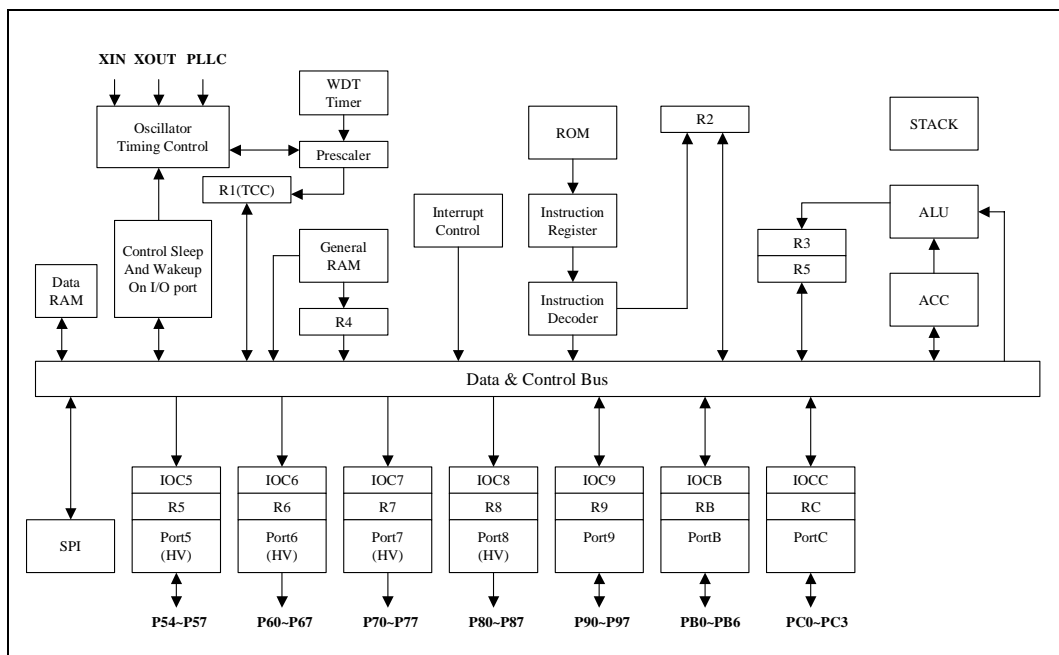 XIN XOUT PLLC
WDT
Timer
Oscillator
Timing Control
Prescaler
R1(TCC)
ROM
R2
STACK
Control Sleep
And Wakeup
On I/O port
General
RAM
Interrupt
Control
Instruction
Register
R3
R5
ALU
Data
RAM
R4
Instruction
Decoder
ACC
Data & Control Bus
SPI
IOC5
R5
Port5
(HV)
P54~P57
IOC6
R6
Port6
(HV)
P60~P67
IOC7
R7
Port7
(HV)
P70~P77
IOC8
R8
Port8
(HV)
P80~P87
IOC9
R9
Port9
P90~P97
IOCB
RB
PortB
PB0~PB6
IOCC
RC
PortC
PC0~PC3